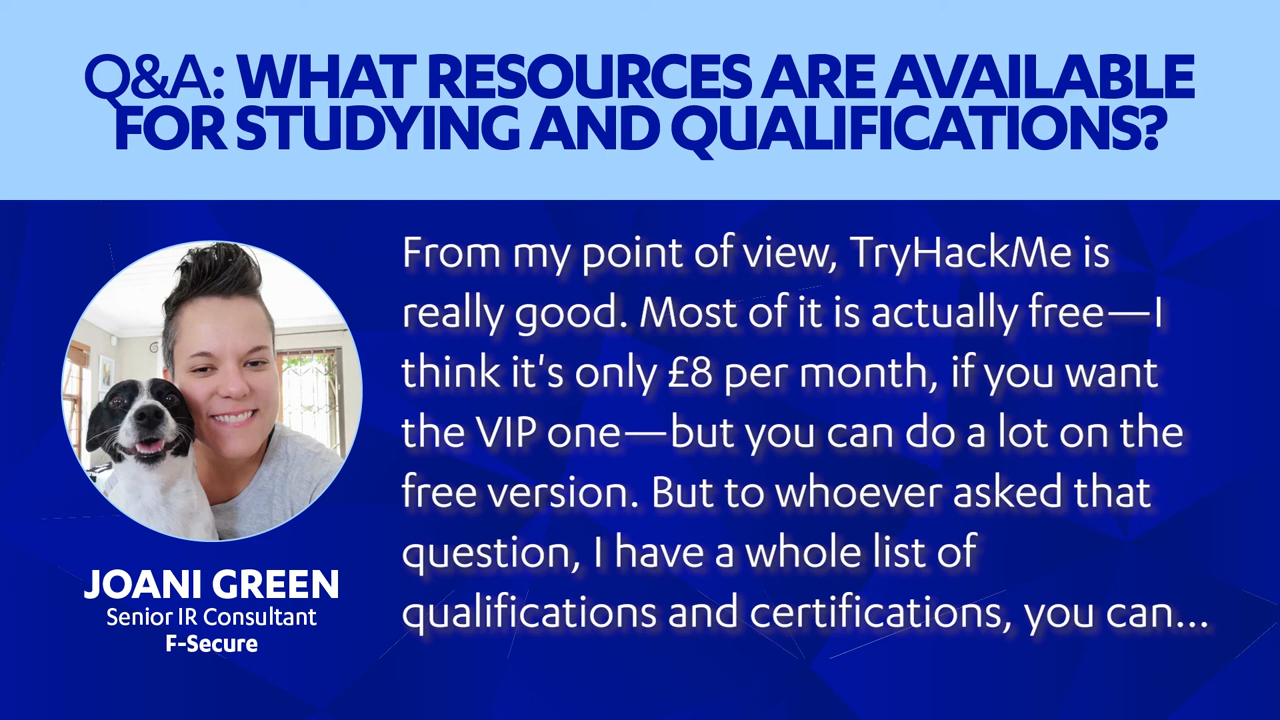 Q&A: WHAT RESOURCES ARE AVAILABLE
FOR STUDYING AND QUALIFICATIONS?
From my point of view, TryHackMe is
really good. Most of it is actually free—I
think it's only £8 per month, if you want
the VIP one—but you can do a lot on the
free version. But to whoever asked that
question, I have a whole list of
qualifications and certifications, you can...
JOANI GREEN
Senior IR Consultant
F-Secure